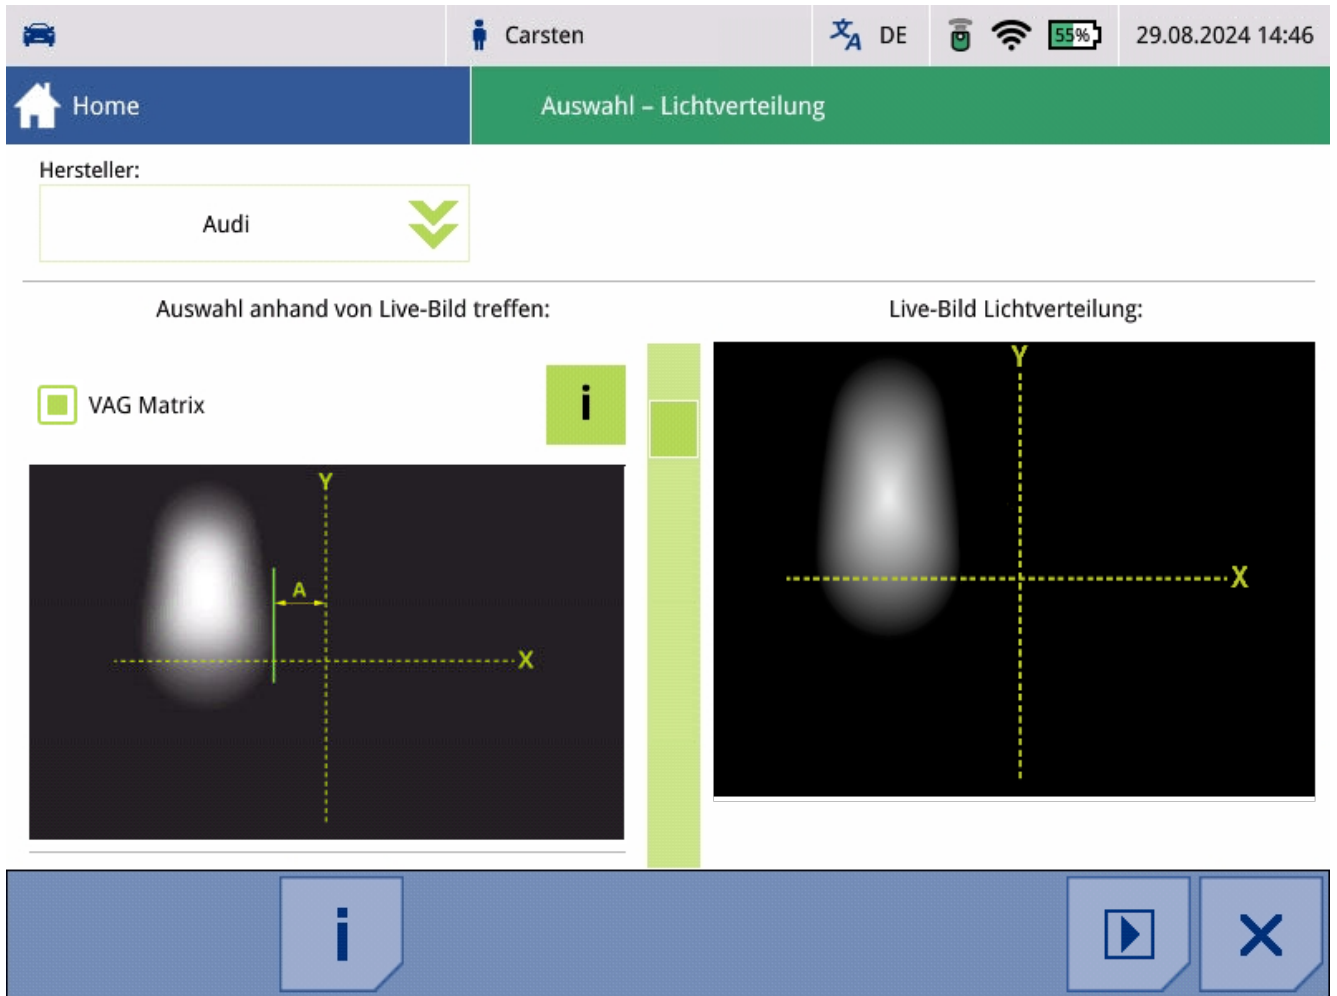 Carsten
DE
55%
29.08.2024 14:46
Home
Auswahl – Lichtverteilung
Hersteller:
Audi
Auswahl anhand von Live-Bild treffen:
Live-Bild Lichtverteilung:
VAG Matrix
i
Y
A
X
Y
X
i